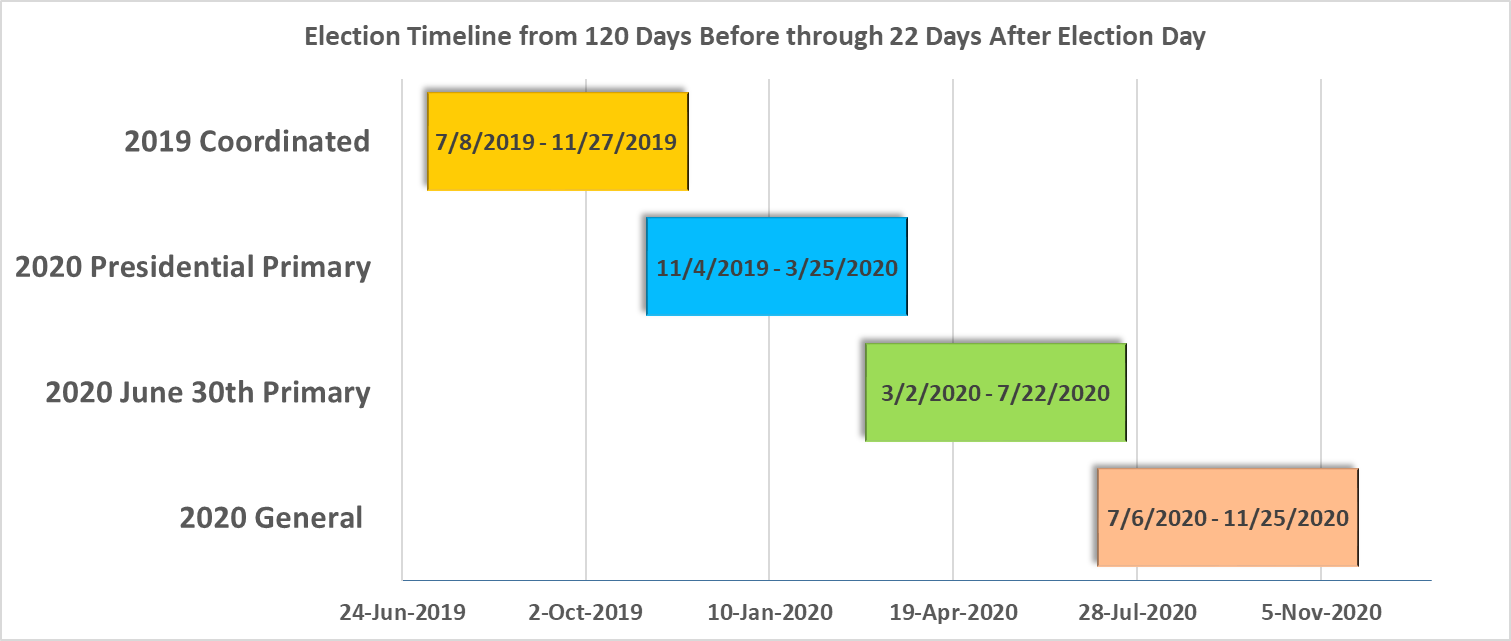 Election Timeline from 120 Days Before through 22 Days After Election Day
2019 Coordinated
7/8/2019 - 11/27/2019
2020 Presidential Primary
11/4/2019 - 3/25/2020
2020 June 30th Primary
3/2/2020 - 7/22/2020
2020 General
7/6/2020 - 11/25/2020
24-Jun-2019 2-Oct-2019 10-Jan-2020 19-Apr-2020 28-Jul-2020 5-Nov-2020